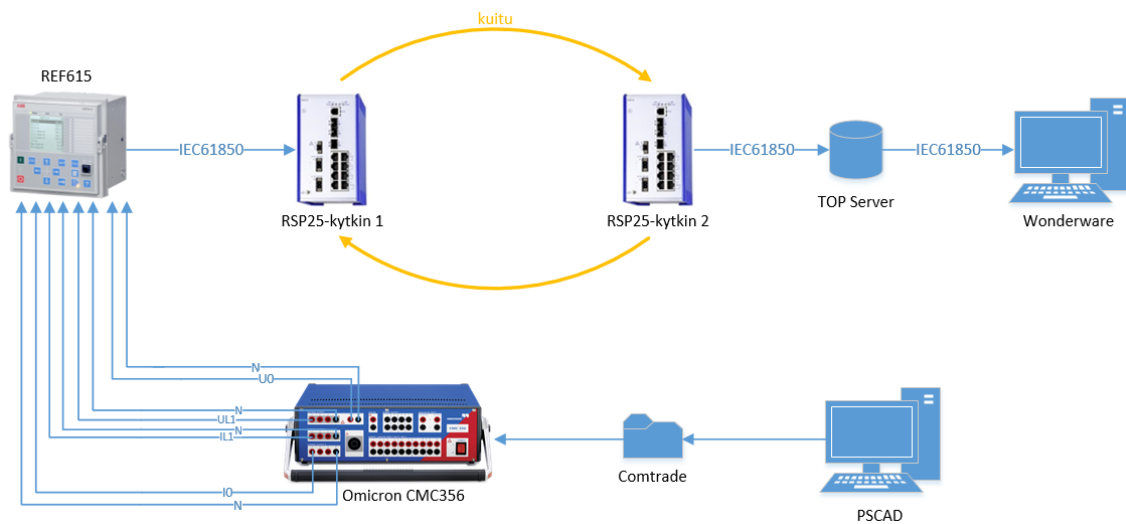 kuitu
REF615
IEC61850
IEC61850
IEC61850
RSP25-kytkin 1
RSP25-kytkin 2
TOP Server
Wonderware
N
U0
N
UL1
N
IL1
I0
N
Omicron CMC356
Comtrade
PSCAD